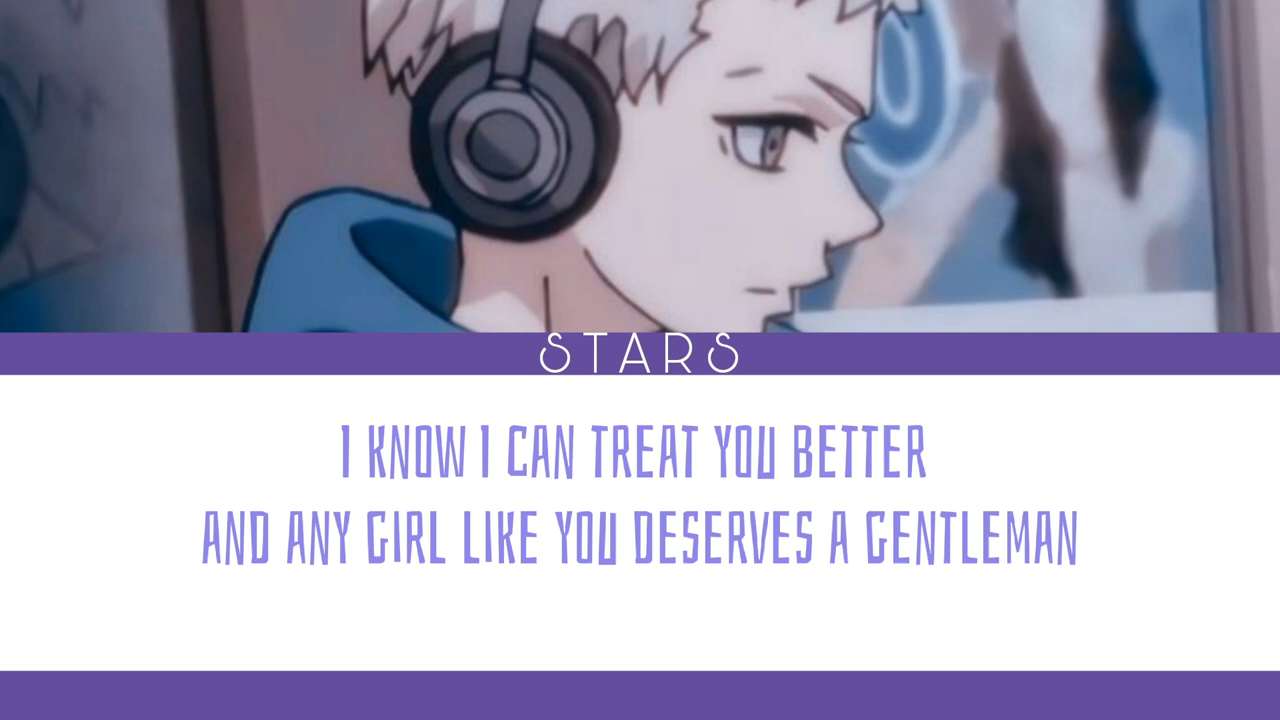 STARS
I KNOW I CAN TREAT YOU BETTER
AND ANY GIRL LIKE YOU DESERVES A GENTLEMAN